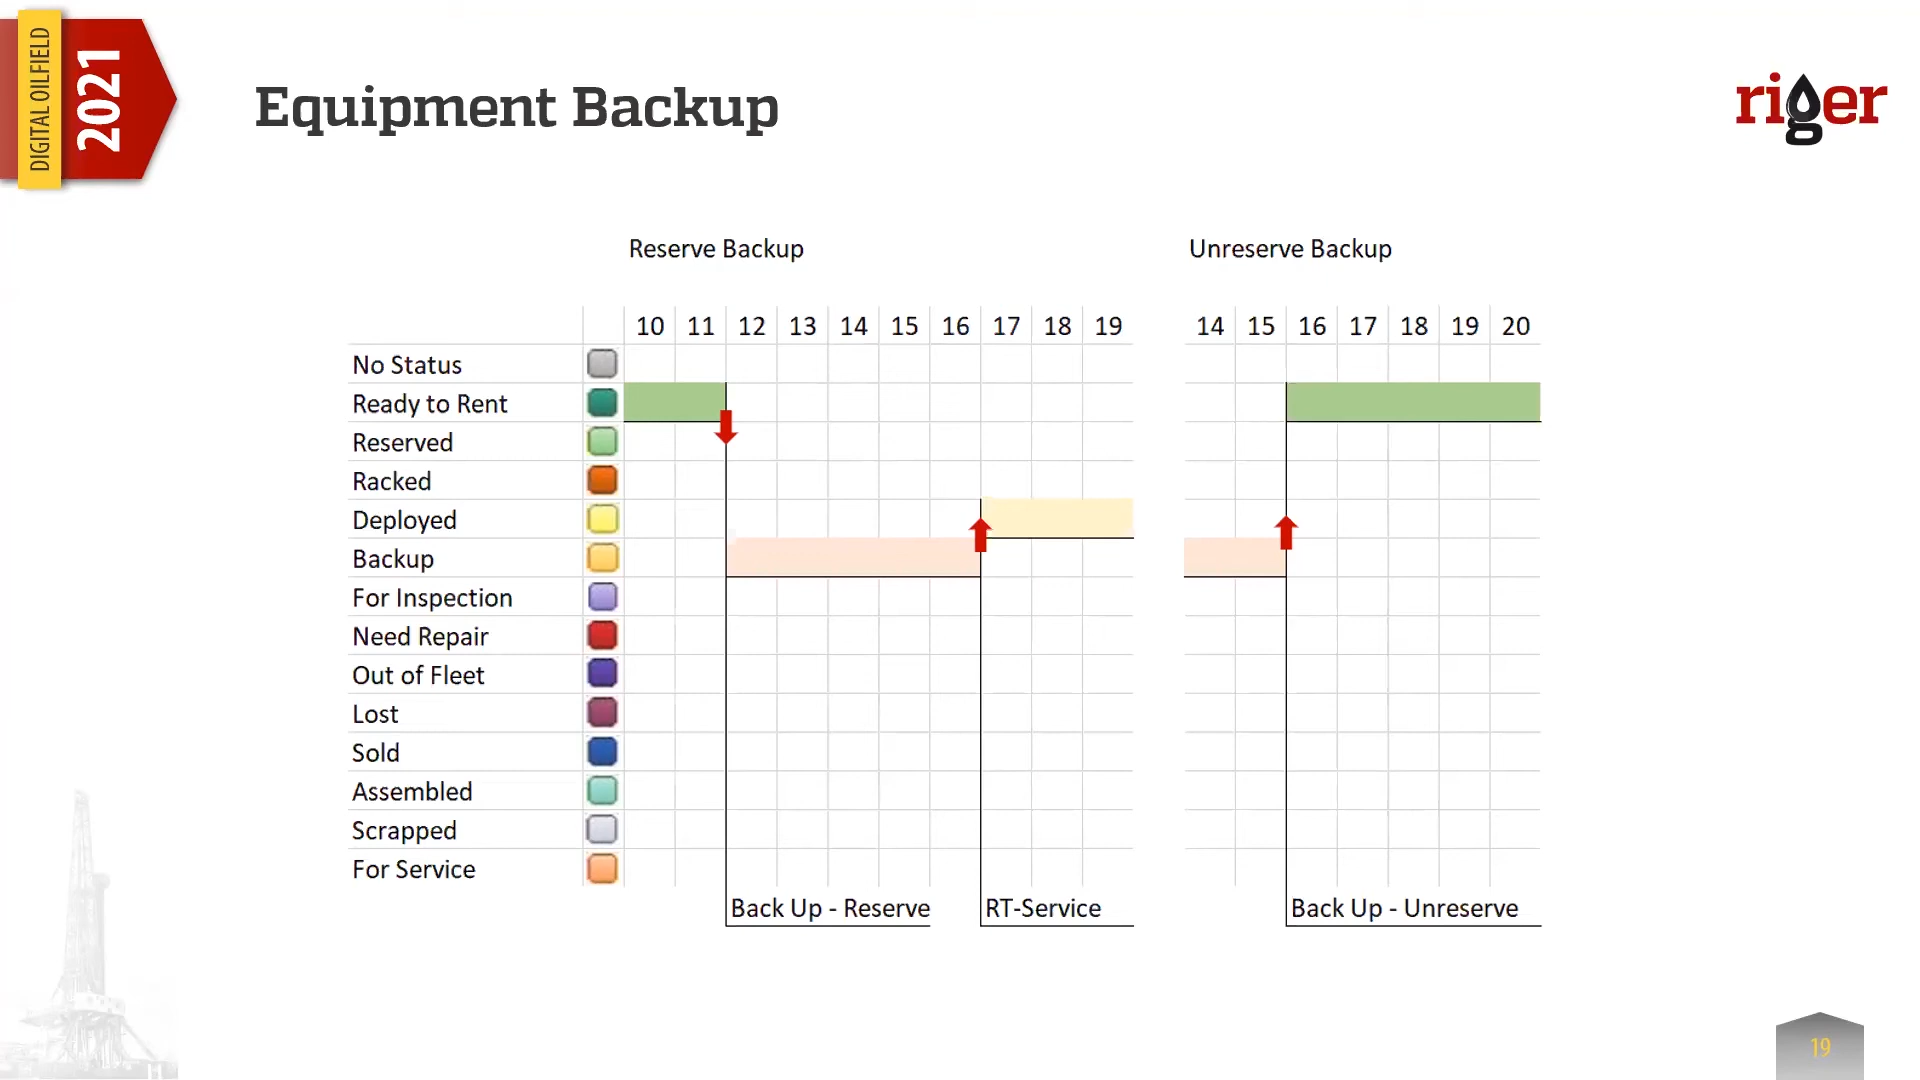 DIGITAL OILFIELD
2021
Equipment Backup
riger
Reserve Backup
Unreserve Backup
10 11 12 13 14 15 16 17 18 19
14 15 16 17 18 19 20
No Status
Ready to Rent
Reserved
Racked
Deployed
Backup
For Inspection
Need Repair
Out of Fleet
Lost
Sold
Assembled
Scrapped
For Service
Back Up - Reserve
RT-Service
Back Up - Unreserve
19